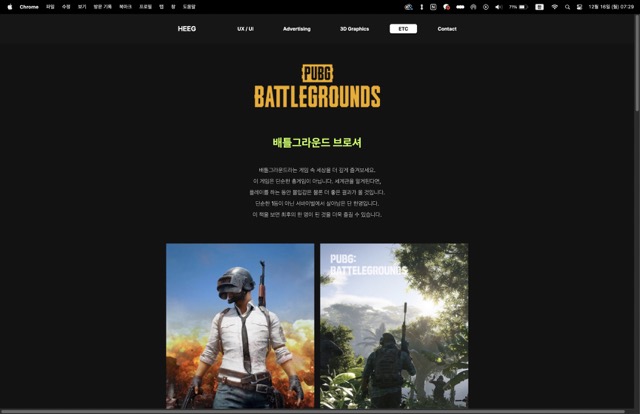 Chrome 파일 수정 보기 방문 기록 북마크 프로필 탭 창 도움말
71%
12월 16일 (월) 07:29
HEEG UX / UI Advertising 3D Graphics ETC Contact
PUBG
BATTLEGROUNDS
배틀그라운드 브로셔
배틀그라운드라는 게임 속 세상을 더 깊게 즐겨보세요.
이 게임은 단순한 총게임이 아닙니다. 세계관을 알게된다면,
플레이를 하는 동안 몰입감은 물론 더 좋은 결과가 올 것입니다.
단순한 1등이 아닌 서바이벌에서 살아남은 단 한명입니다.
이 책을 보면 최후의 한 명이 된 것을 더욱 즐길 수 있습니다.
PUBG:
BATTELEGROUNDS